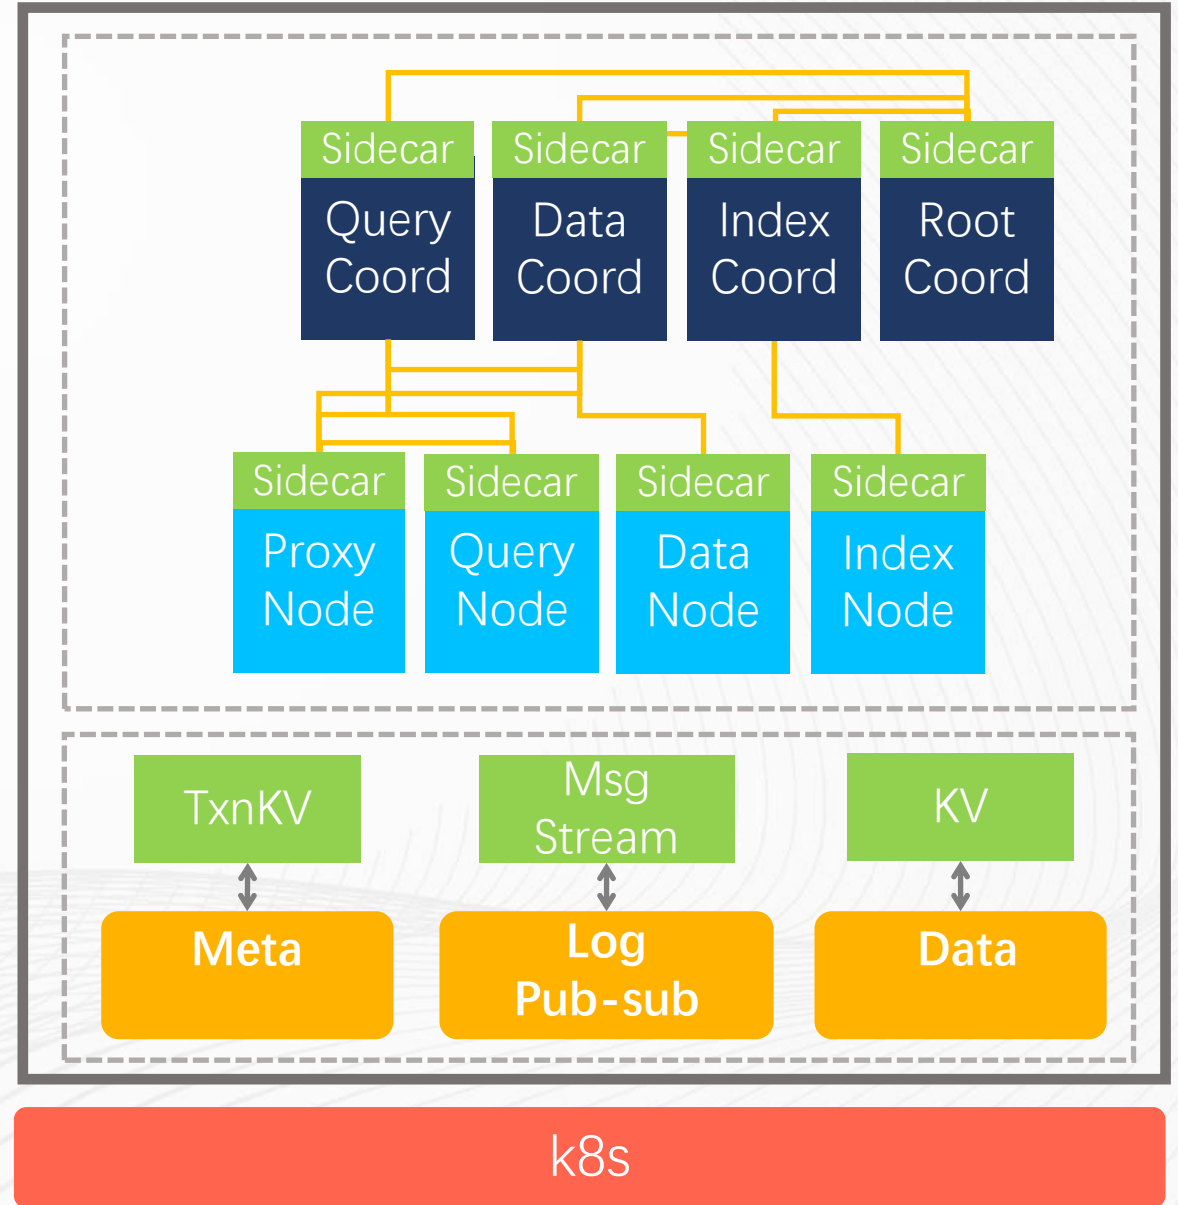 Sidecar Sidecar Sidecar Sidecar
Query Data Index Root
Coord Coord Coord Coord
Sidecar Sidecar Sidecar Sidecar
Proxy Query Data Index
Node Node Node Node
TxnKV
Msg
Stream
KV
Meta
Log
Pub-sub
Data
k8s